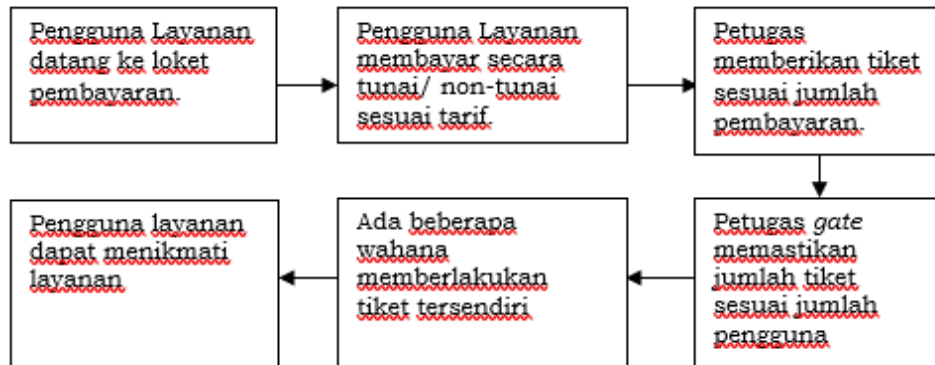 Pengguna Layanan
datang ke loket
pembayaran.
Pengguna Layanan
membayar secara
tunai/ non-tunai
sesuai tarif.
Petugas
memberikan tiket
sesuai jumlah
pembayaran.
Petugas gate
memastikan
jumlah tiket
sesuai jumlah
pengguna
Ada beberapa
wahana
memberlakukan
tiket tersendiri
Pengguna layanan
dapat menikmati
layanan